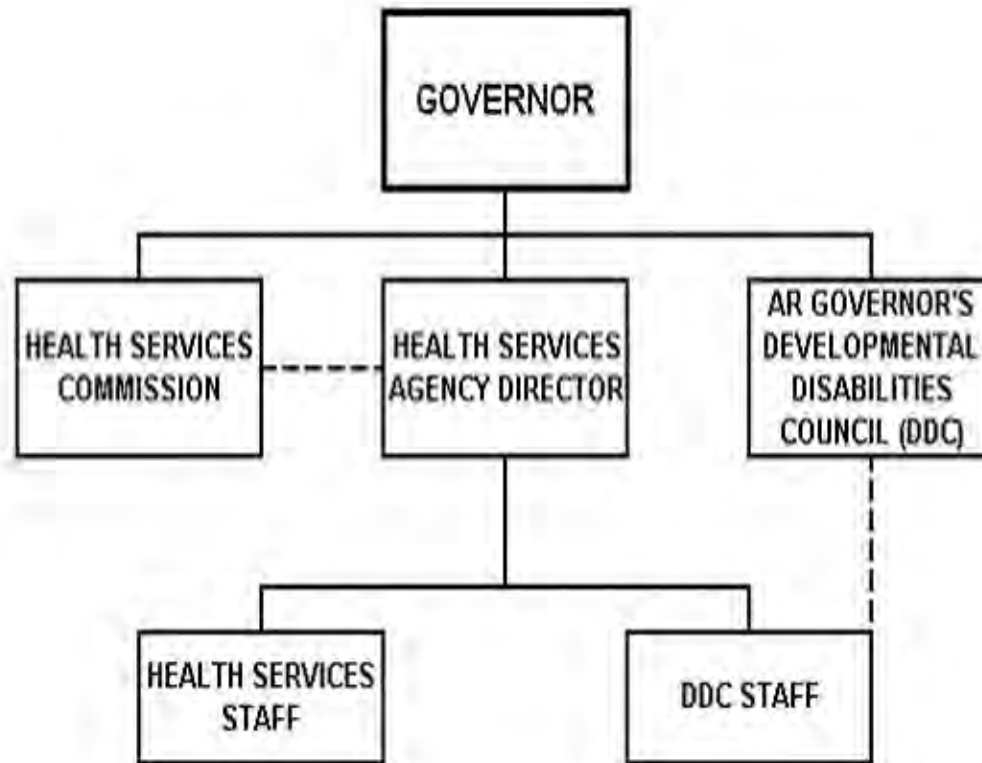 GOVERNOR
HEALTH SERVICES
COMMISSION
HEALTH SERVICES
AGENCY DIRECTOR
AR GOVERNOR'S
DEVELOPMENTAL
DISABILITIES
COUNCIL (DDC)
HEALTH SERVICES
STAFF
DDC STAFF